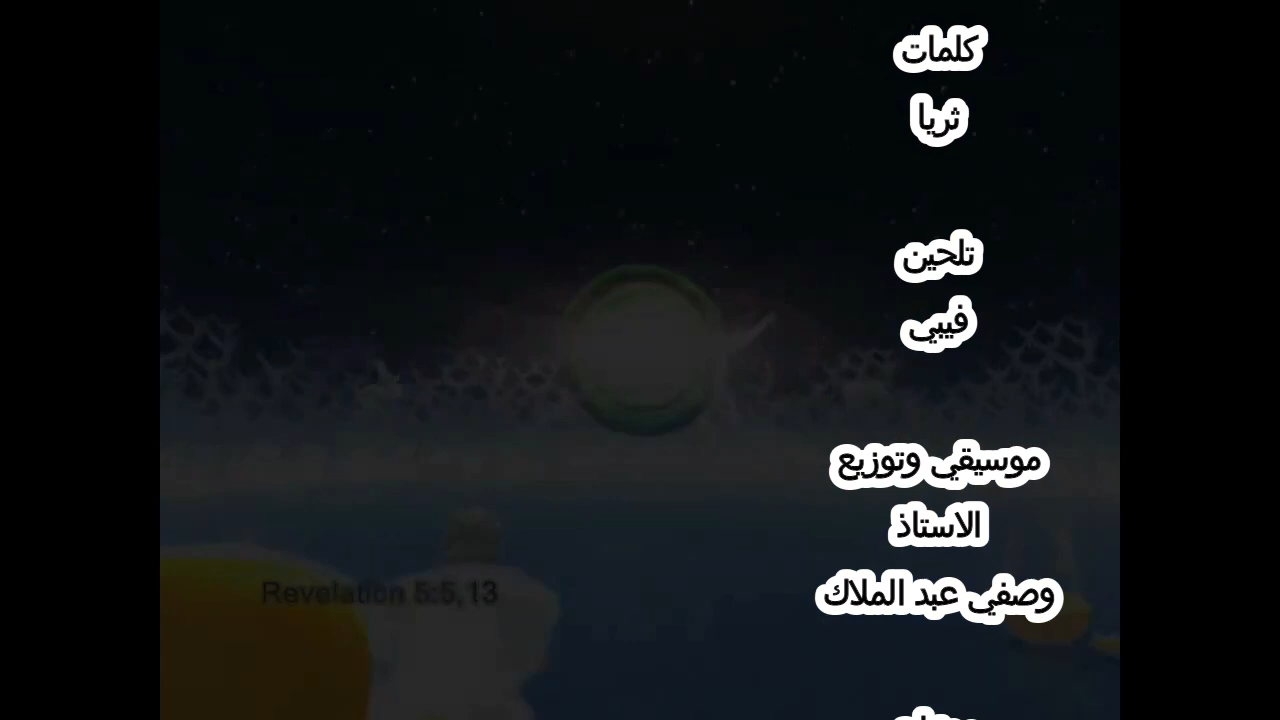 كلمات
ثريا
تلحين
فيبي
موسيقي وتوزيع
الاستاذ
وصفي عبد الملاك
Revelation 5:5,13